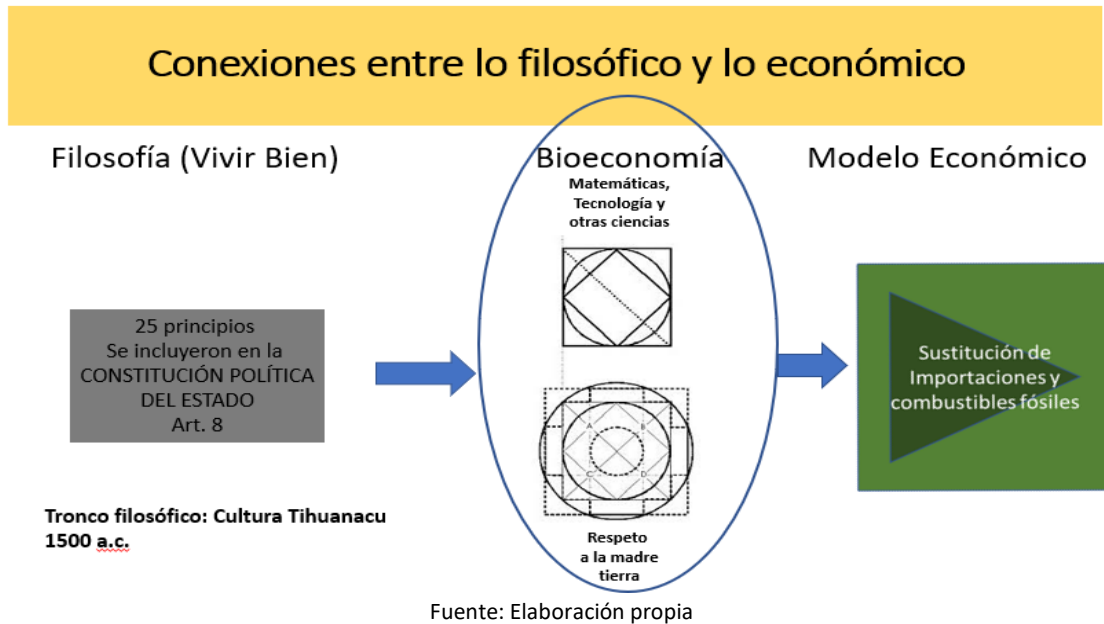 Conexiones entre lo filosófico y lo económico
Filosofía (Vivir Bien)
Bioeconomía
Modelo Económico
Matemáticas,
Tecnología y
otras ciencias
25 principios
Se incluyeron en la
CONSTITUCIÓN POLÍTICA
DEL ESTADO
Art. 8
Sustitución de
Importaciones y
combustibles fósiles
A
B
C
D
Tronco filosófico: Cultura Tihuanacu
1500 a.c.
Respeto
a la madre
tierra
Fuente: Elaboración propia